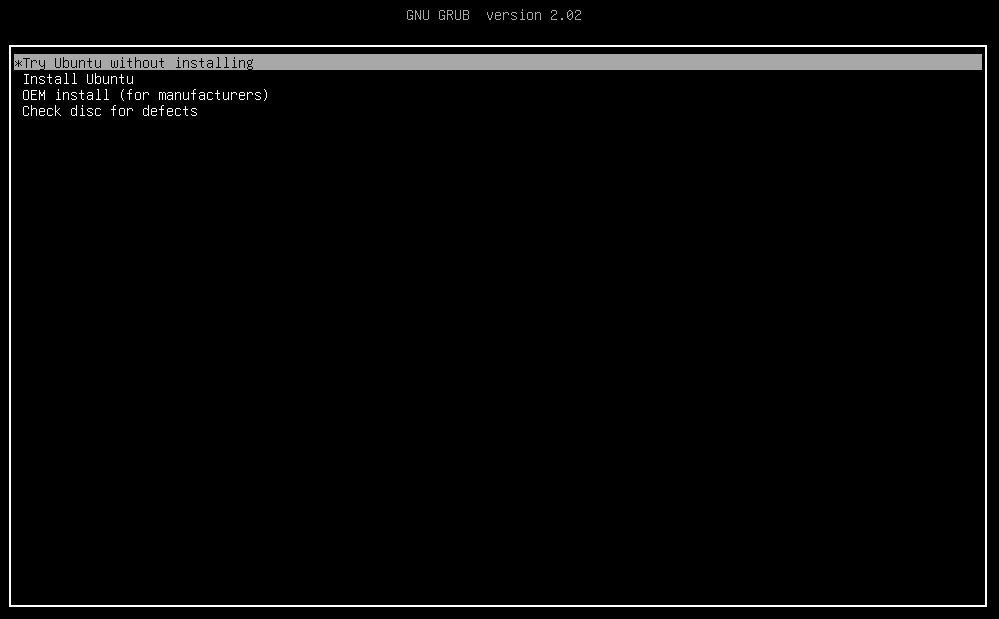 GNU GRUB  version 2.02
*Try Ubuntu without installing
Install Ubuntu
OEM install (for manufacturers)
Check disc for defects